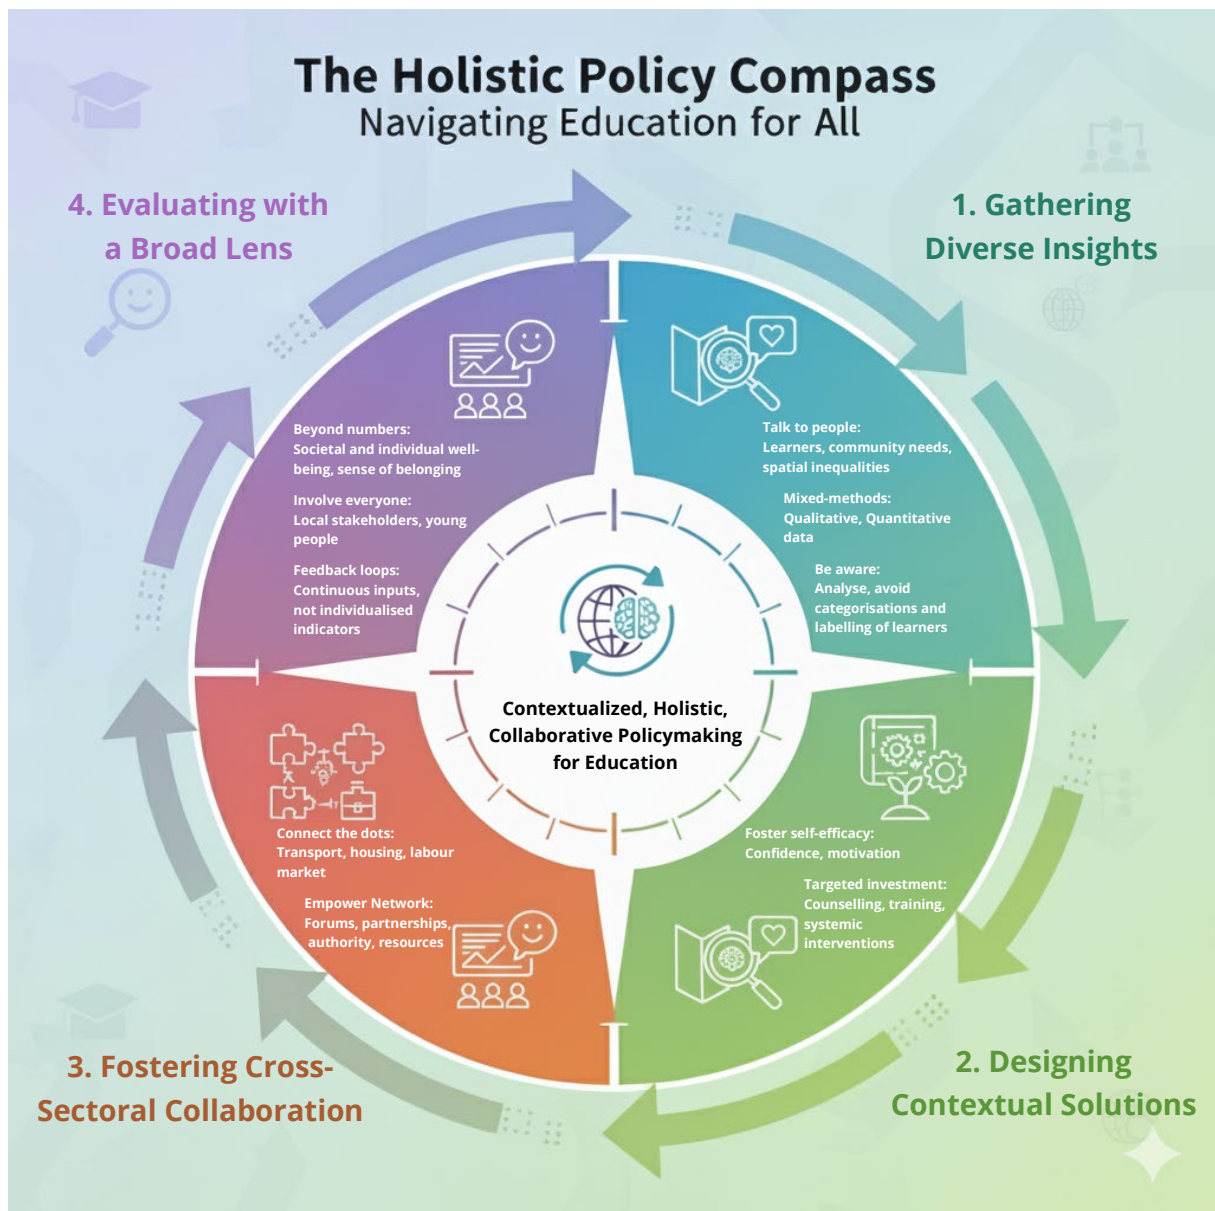 The Holistic Policy Compass
Navigating Education for All
1. Gathering
Diverse Insights
Talk to people:
Learners, community needs,
spatial inequalities
Mixed-methods:
Qualitative, Quantitative
data
Be aware:
Analyse, avoid
categorisations and
labelling of learners
2. Designing
Contextual Solutions
Foster self-efficacy:
Confidence, motivation
Targeted investment:
Counselling, training,
systemic
interventions
3. Fostering Cross-
Sectoral Collaboration
Connect the dots:
Transport, housing, labour
market
Empower Network:
Forums, partnerships,
authority, resources
4. Evaluating with
a Broad Lens
Beyond numbers:
Societal and individual well-
being, sense of belonging
Involve everyone:
Local stakeholders, young
people
Feedback loops:
Continuous inputs,
not individualised
indicators
Contextualized, Holistic,
Collaborative Policymaking
for Education